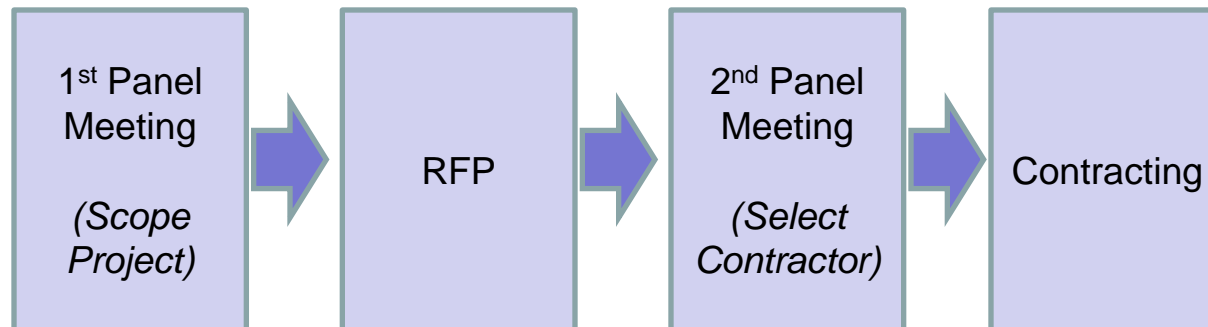 1st Panel
Meeting
(Scope
Project)
RFP
2nd Panel
Meeting
(Select
Contractor)
Contracting